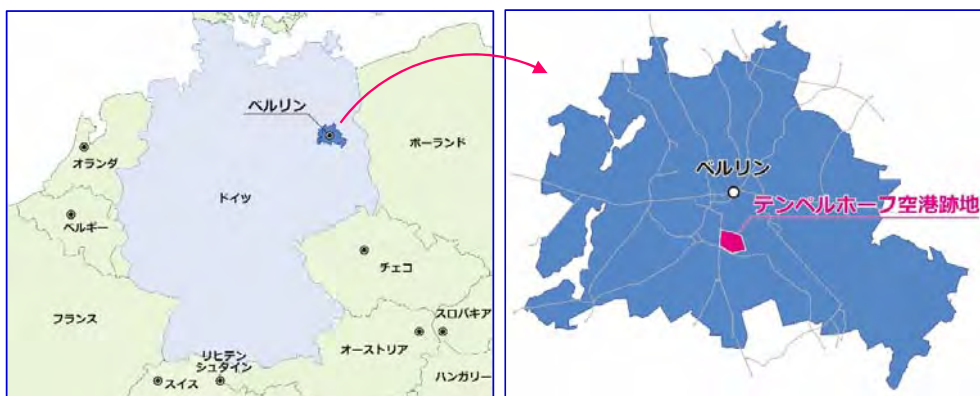 ベルリン
オランダ
ポーランド
ドイツ
ベルギー
チェコ
フランス
スロバキア
オーストリア
リヒテン
シュタイン
スイス
ハンガリー
ベルリン
テンペルホーフ空港跡地